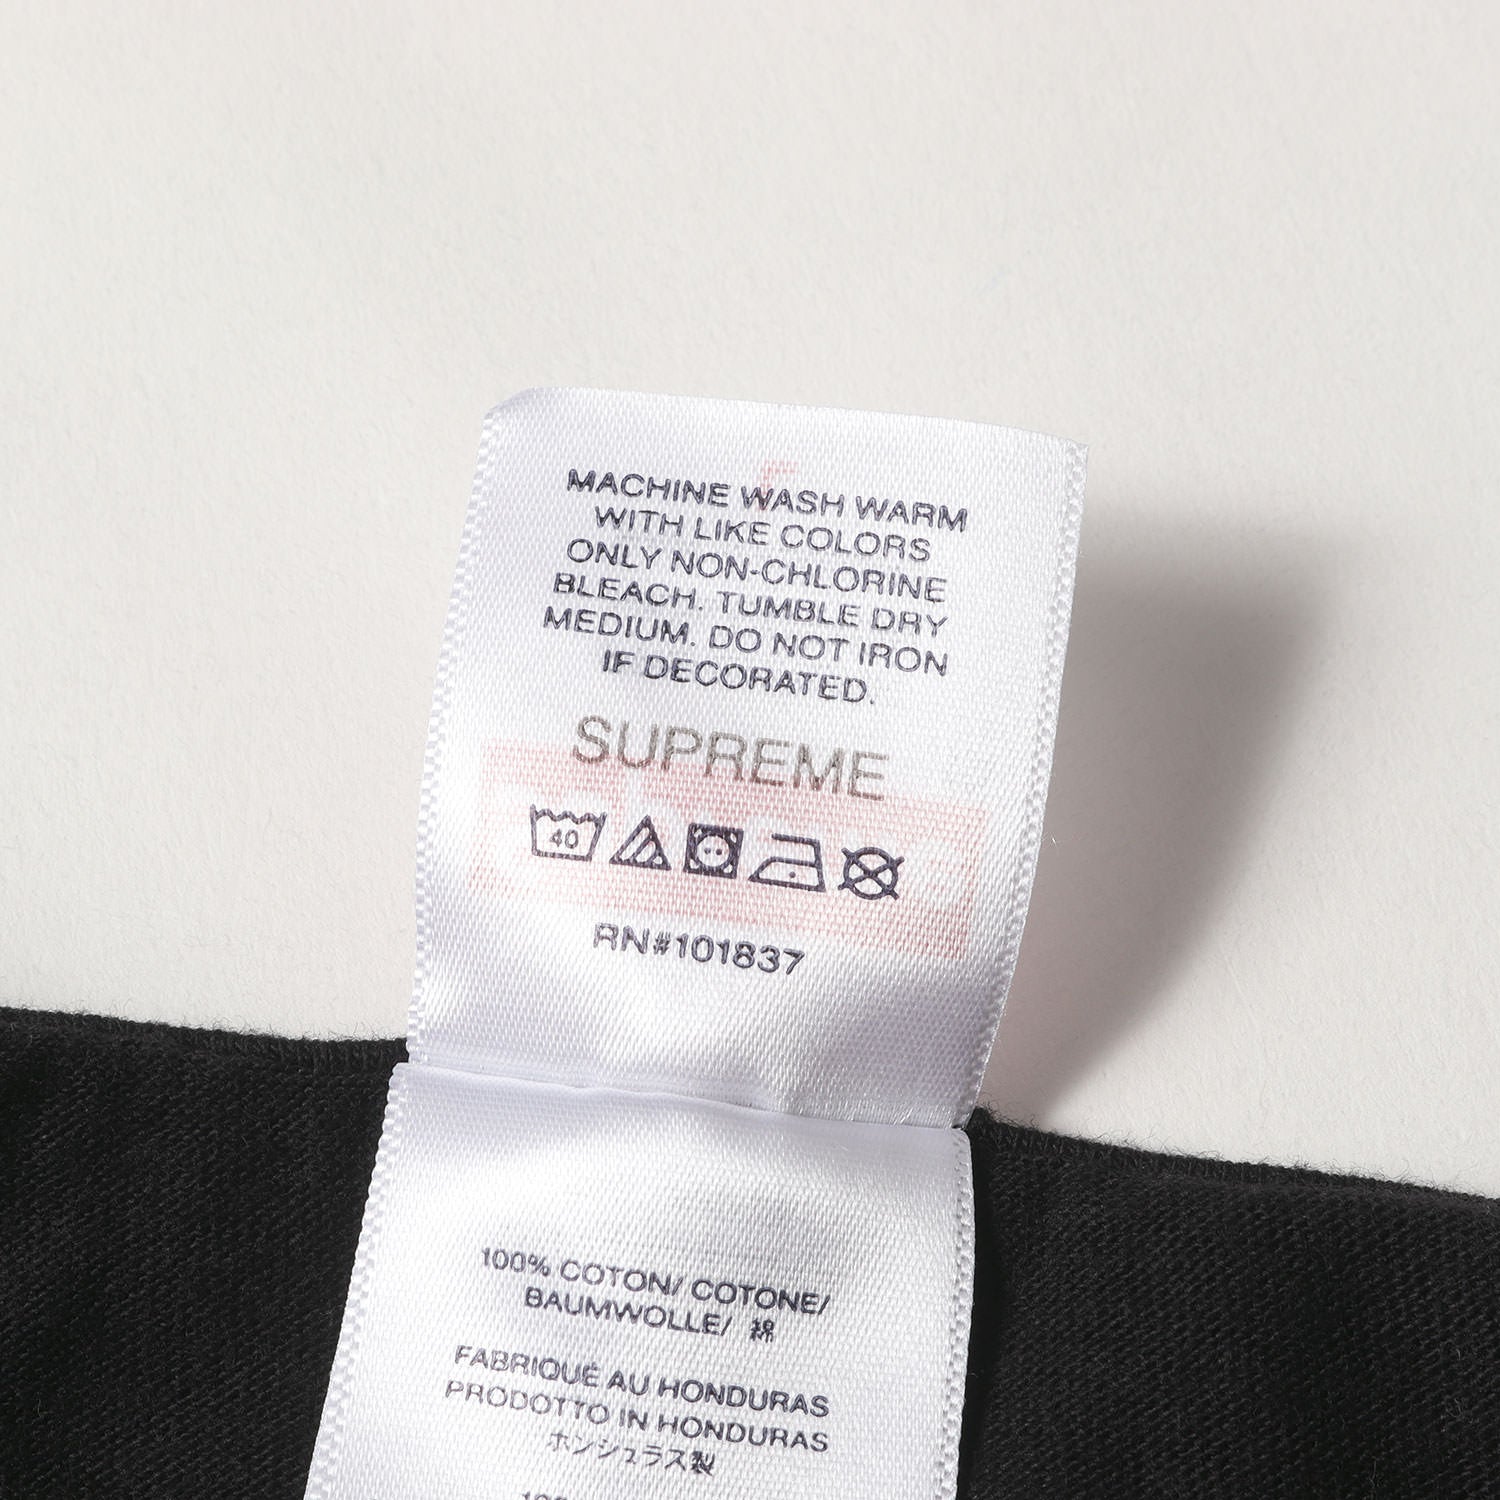 MACHINE WASH WARM
WITH LIKE COLORS
ONLY NON-CHLORINE
BLEACH. TUMBLE DRY
MEDIUM. DO NOT IRON
IF DECORATED.
SUPREME
40
RN#101837
100% COTON/ COTONE/
BAUMWOLLE/ 綿
FABRIQUÉ AU HONDURAS
PRODOTTO IN HONDURAS
ホンジュラス製